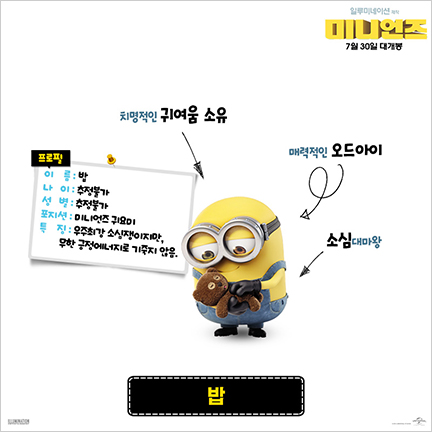 일루미네이션 제작
미니언즈
7월 30일 대개봉
치명적인 귀여움 소유
매력적인 오드아이
소심대마왕
프로필
이 름 : 밥
나 이 : 추정불가
성 별 : 추정불가
포지션 : 미니언즈 귀요미
특 징 : 우주최강 소심쟁이지만,
무한 긍정에너지로 기죽지 않음.
밥
ILLUMINATION